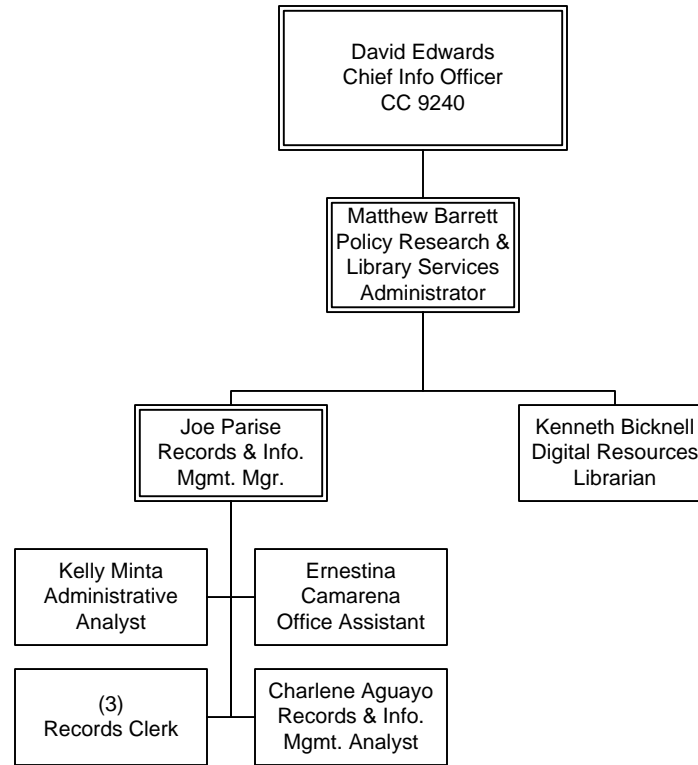 David Edwards
Chief Info Officer
CC 9240
Matthew Barrett
Policy Research &
Library Services
Administrator
Joe Parise
Records & Info.
Mgmt. Mgr.
Kenneth Bicknell
Digital Resources
Librarian
Kelly Minta
Administrative
Analyst
Ernestina
Camarena
Office Assistant
(3)
Records Clerk
Charlene Aguayo
Records & Info.
Mgmt. Analyst